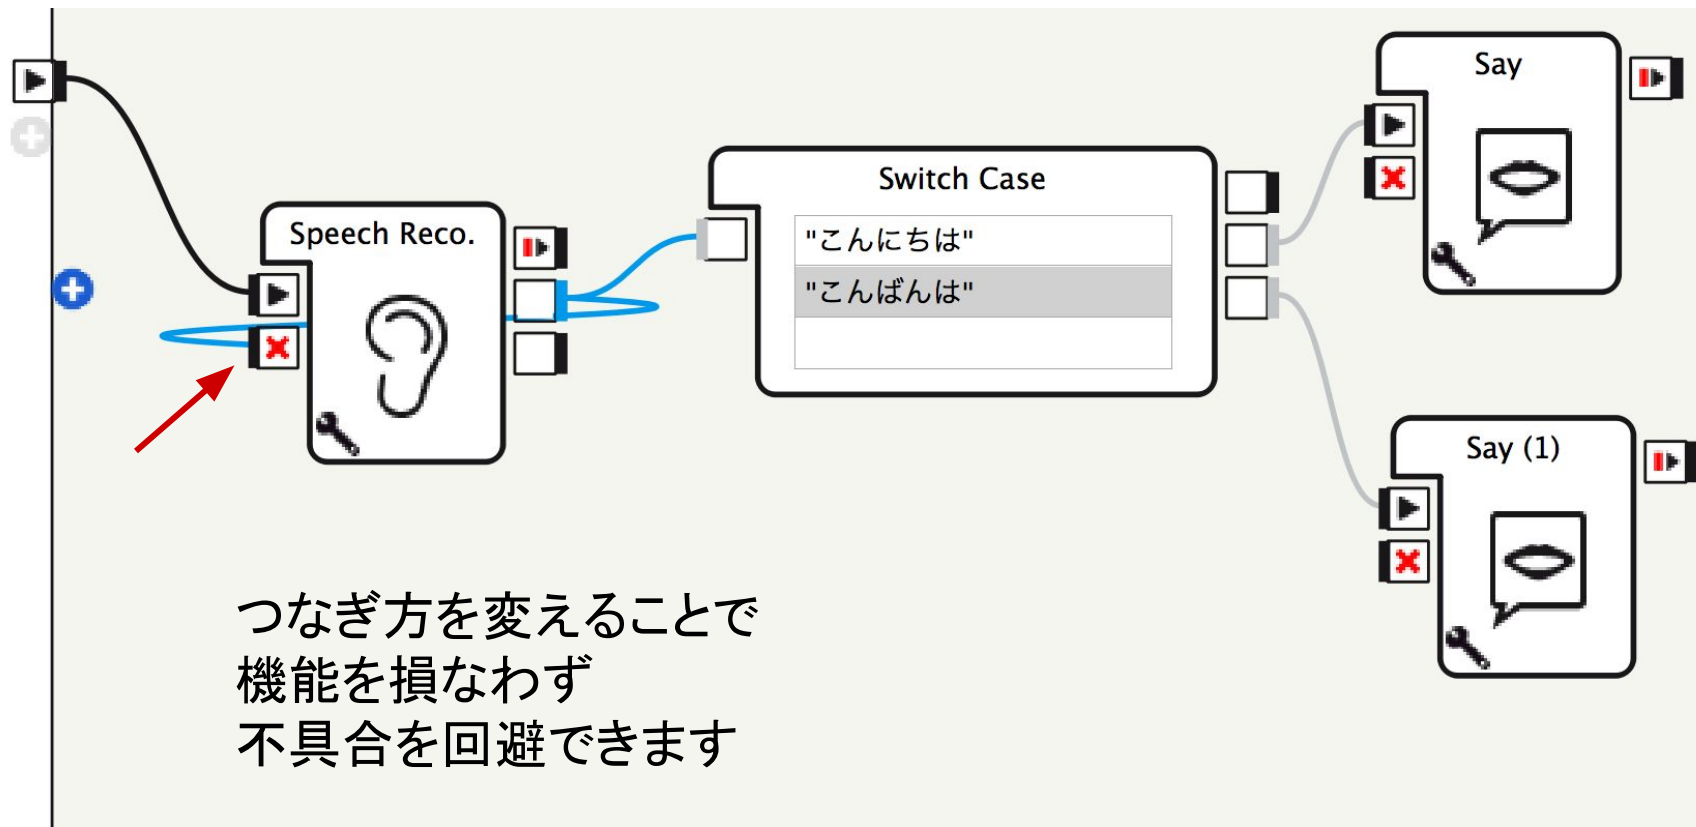 Say
Switch Case
Speech Reco.
"こんにちは"
"こんばんは"
Say (1)
つなぎ方を変えることで
機能を損なわず
不具合を回避できます